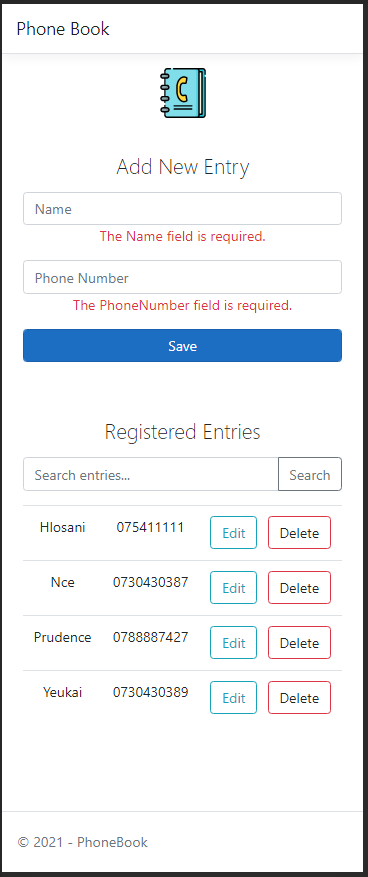 Phone Book
Add New Entry
Name
The Name field is required.
Phone Number
The PhoneNumber field is required.
Save
Registered Entries
Search entries... Search
Hlosani 075411111 Edit Delete
Nce 0730430387 Edit Delete
Prudence 0788887427 Edit Delete
Yeukai 0730430389 Edit Delete
© 2021 - PhoneBook